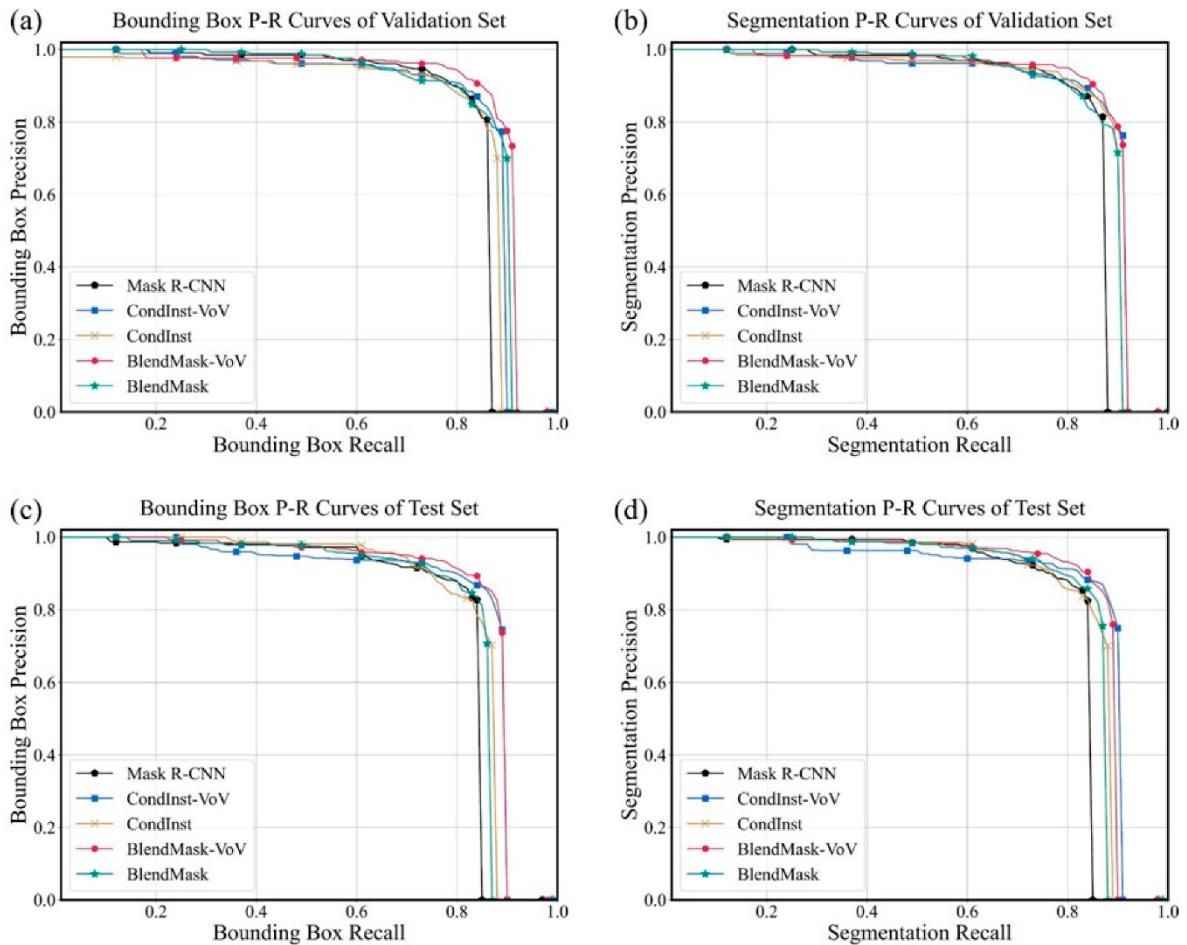 (a)
Bounding Box P-R Curves of Validation Set
Bounding Box Precision
1.0
0.8
0.6
0.4
0.2
0.0
Mask R-CNN
CondInst-VoV
CondInst
BlendMask-VoV
BlendMask
0.2 0.4 0.6 0.8 1.0
Bounding Box Recall
(b)
Segmentation P-R Curves of Validation Set
Segmentation Precision
1.0
0.8
0.6
0.4
0.2
0.0
Mask R-CNN
CondInst-VoV
CondInst
BlendMask-VoV
BlendMask
0.2 0.4 0.6 0.8 1.0
Segmentation Recall
(c)
Bounding Box P-R Curves of Test Set
Bounding Box Precision
1.0
0.8
0.6
0.4
0.2
0.0
Mask R-CNN
CondInst-VoV
CondInst
BlendMask-VoV
BlendMask
0.2 0.4 0.6 0.8 1.0
Bounding Box Recall
(d)
Segmentation P-R Curves of Test Set
Segmentation Precision
1.0
0.8
0.6
0.4
0.2
0.0
Mask R-CNN
CondInst-VoV
CondInst
BlendMask-VoV
BlendMask
0.2 0.4 0.6 0.8 1.0
Segmentation Recall